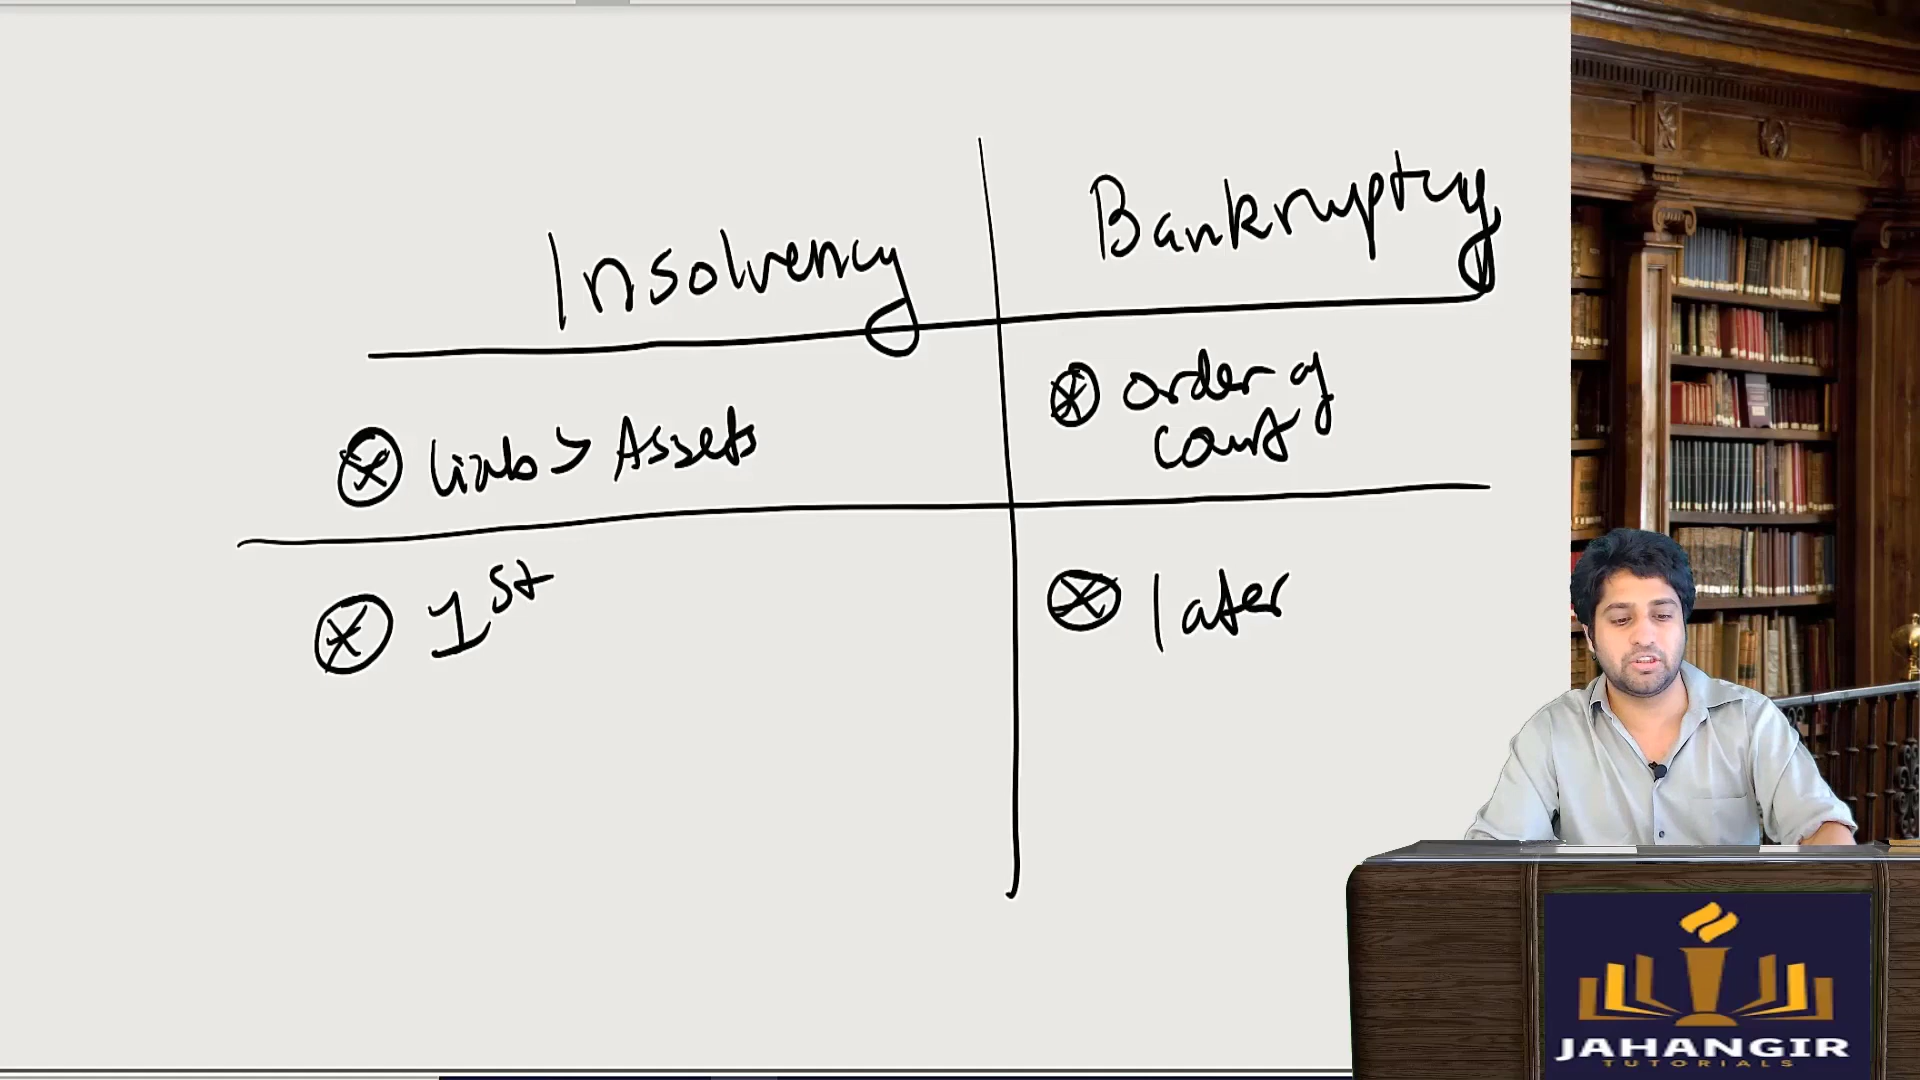 Insolvency
Bankruptcy
Liab > Assets
order of
court
1st
later
JAHANGIR
TUTORIALS